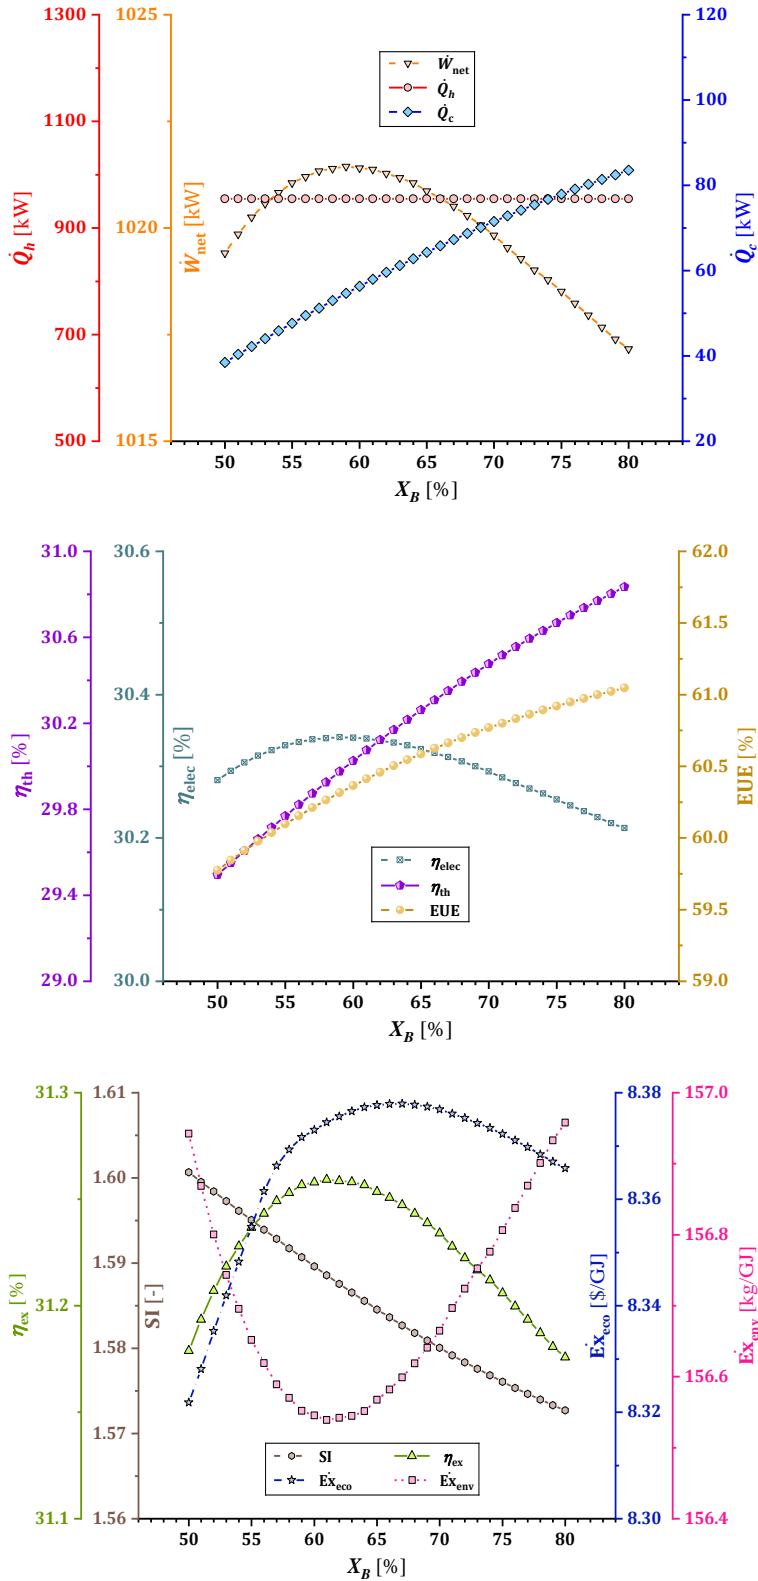 1300
1100
900
700
500
Q̇h [kW]
1025
1020
1015
Ẇnet [kW]
120
100
80
60
40
20
Q̇c [kW]
Ẇnet
Q̇h
Q̇c
50 55 60 65 70 75 80
XB [%]
31.0
30.6
30.2
29.8
29.4
29.0
ηth [%]
30.6
30.4
30.2
30.0
ηelec [%]
62.0
61.5
61.0
60.5
60.0
59.5
59.0
EUE [%]
ηelec
ηth
EUE
50 55 60 65 70 75 80
XB [%]
31.3
31.2
31.1
ηex [%]
1.61
1.60
1.59
1.58
1.57
1.56
SI [-]
8.38
8.36
8.34
8.32
8.30
Ėxeco [$/GJ]
157.0
156.8
156.6
156.4
Ėxenv [kg/GJ]
SI ηex
Ėxeco Ėxenv
50 55 60 65 70 75 80
XB [%]